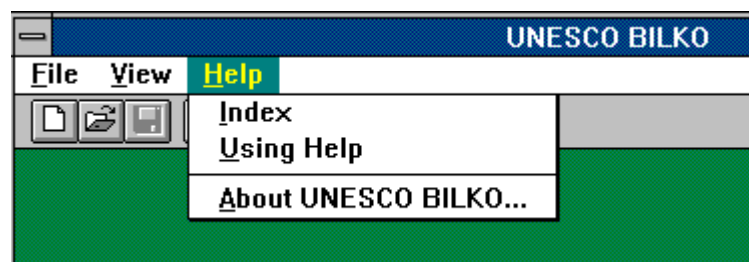 UNESCO BILKO
File View Help
Index
Using Help
About UNESCO BILKO...